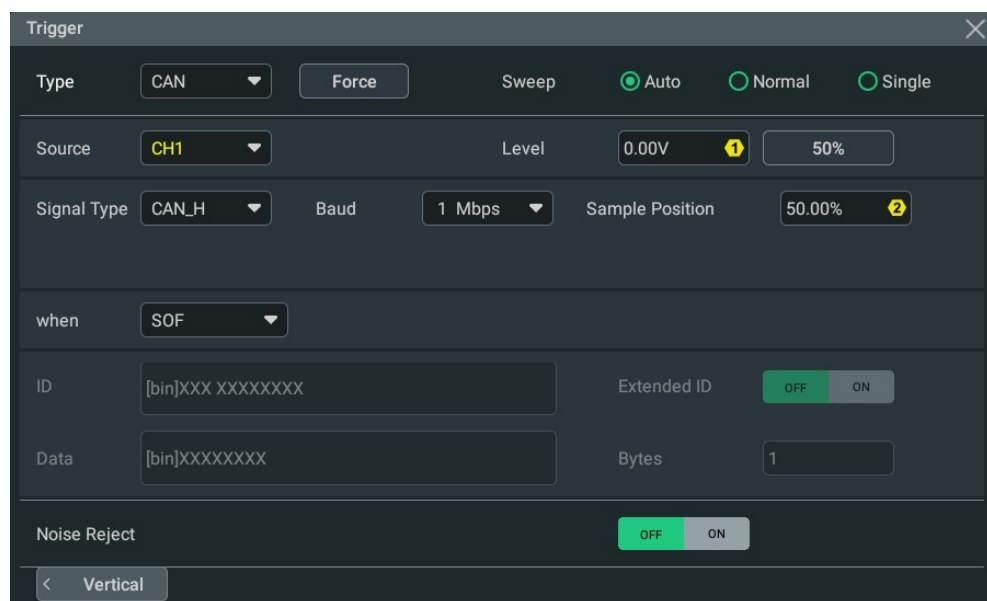 Trigger
Type CAN Force Sweep Auto Normal Single
Source CH1 Level 0.00V 1 50%
Signal Type CAN_H Baud 1 Mbps Sample Position 50.00% 2
when SOF
ID [bin]XXX XXXXXXXX Extended ID OFF ON
Data [bin]XXXXXXXX Bytes 1
Noise Reject OFF ON
< Vertical